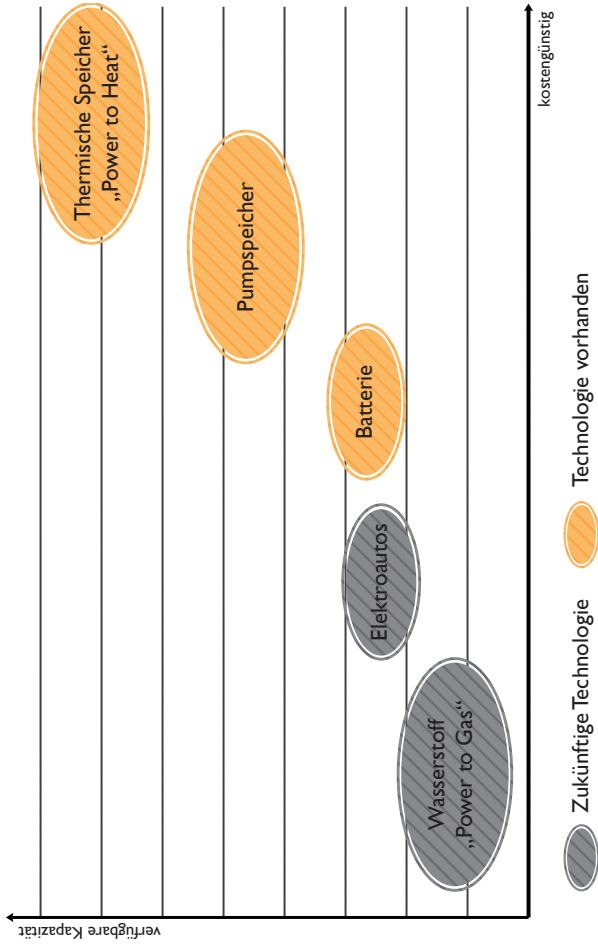 verfügbare Kapazität
Thermische Speicher
„Power to Heat“
Pumpspeicher
Batterie
Elektroautos
Wasserstoff
„Power to Gas“
kostengünstig
Zukünftige Technologie
Technologie vorhanden